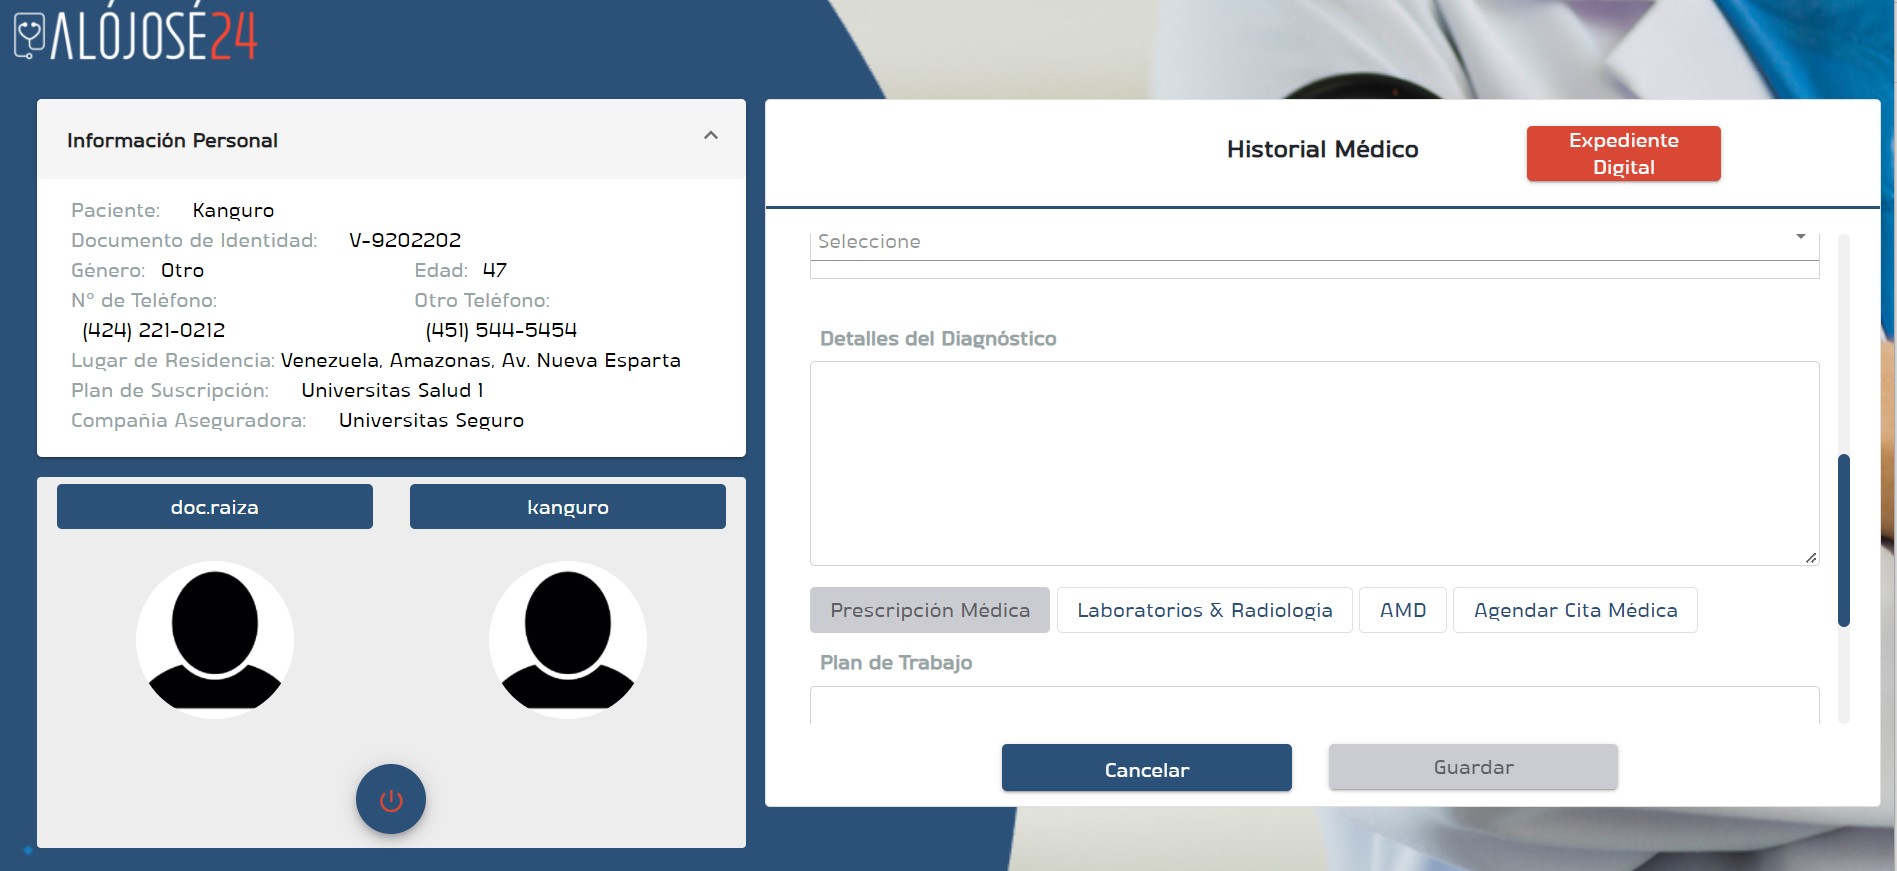 ALÓJOSÉ24
Información Personal
Paciente: Kanguro
Documento de Identidad: V-9202202
Género: Otro Edad: 47
N° de Teléfono: Otro Teléfono:
(424) 221-0212 (451) 544-5454
Lugar de Residencia: Venezuela, Amazonas, Av. Nueva Esparta
Plan de Suscripción: Universitas Salud 1
Compañia Aseguradora: Universitas Seguro
doc.raiza kanguro
Historial Médico
Expediente
Digital
Seleccione
Detalles del Diagnóstico
Prescripción Médica Laboratorios & Radiología AMD Agendar Cita Médica
Plan de Trabajo
Cancelar Guardar